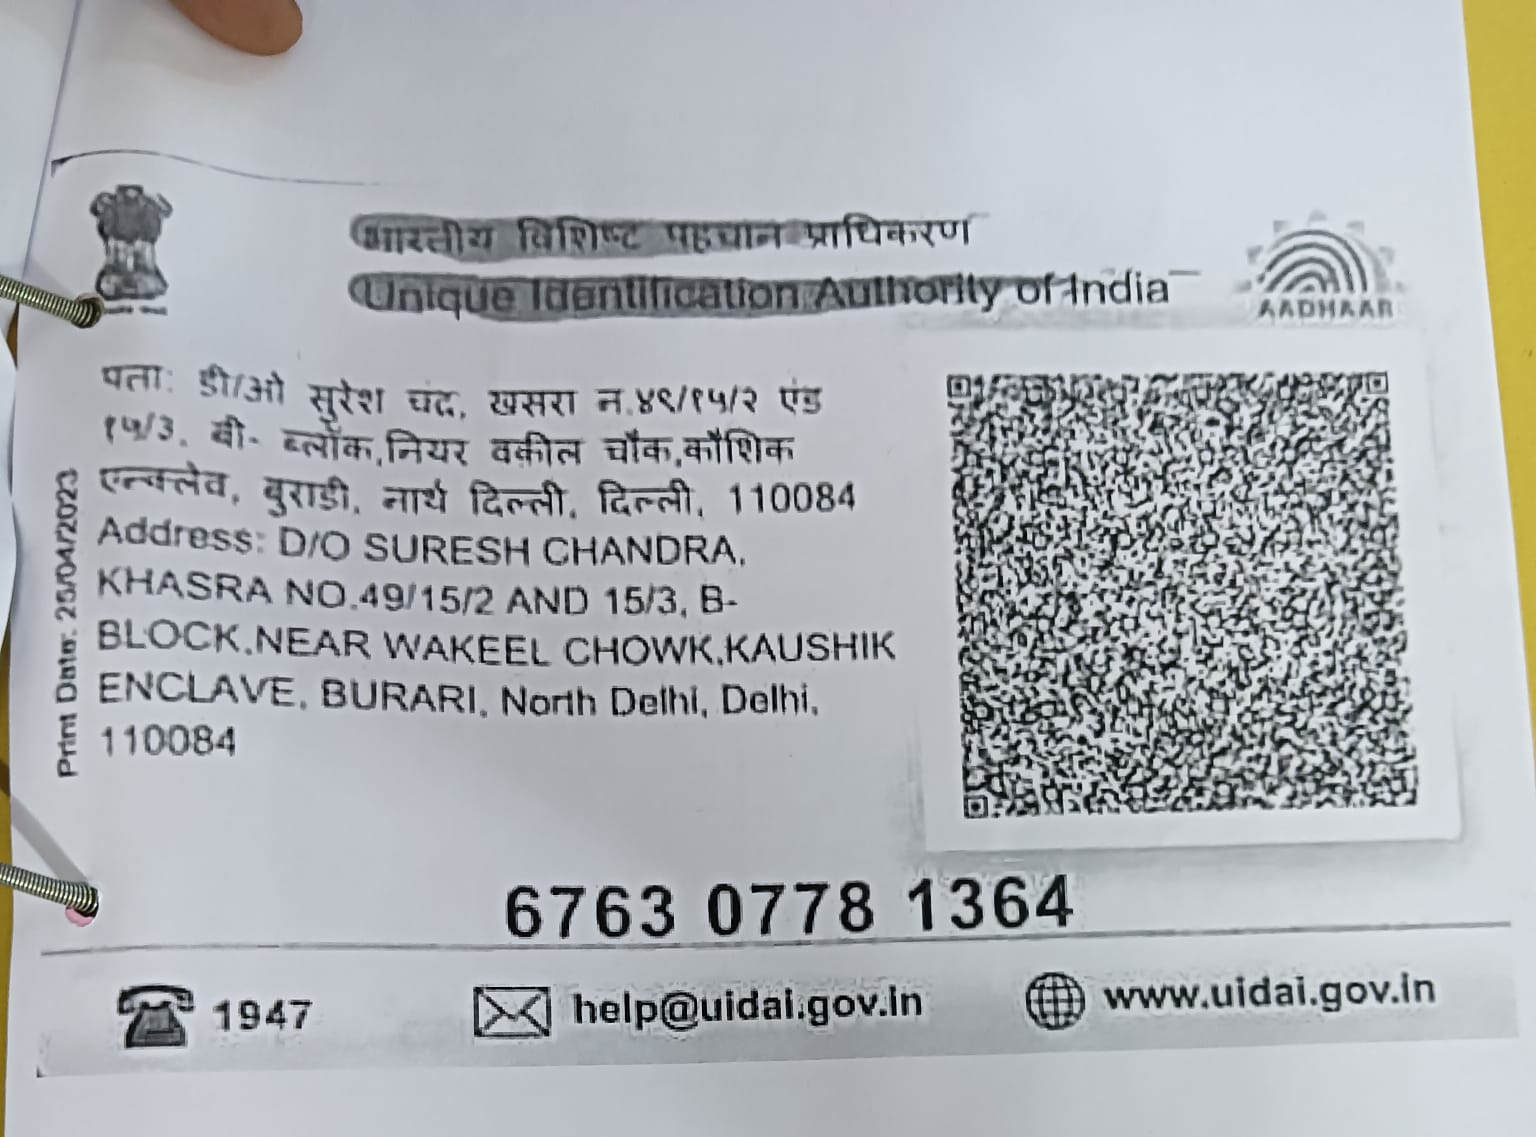 भारतीय विशिष्ट पहचान प्राधिकरण
Unique Identification Authority of India
AADHAAR
पता: डी/ओ सुरेश चंद, खसरा न.४९/१५/२ एंड
१५/3, बी- ब्लॉक,नियर वकील चौक,कौशिक
एन्क्लेव, बुराडी, नार्थ दिल्ली, दिल्ली, 110084
Address: D/O SURESH CHANDRA,
KHASRA NO.49/15/2 AND 15/3, B-
BLOCK,NEAR WAKEEL CHOWK,KAUSHIK
ENCLAVE, BURARI, North Delhi, Delhi,
110084
Print Date: 25/04/2023
6763 0778 1364
1947
help@uidai.gov.in
www.uidai.gov.in